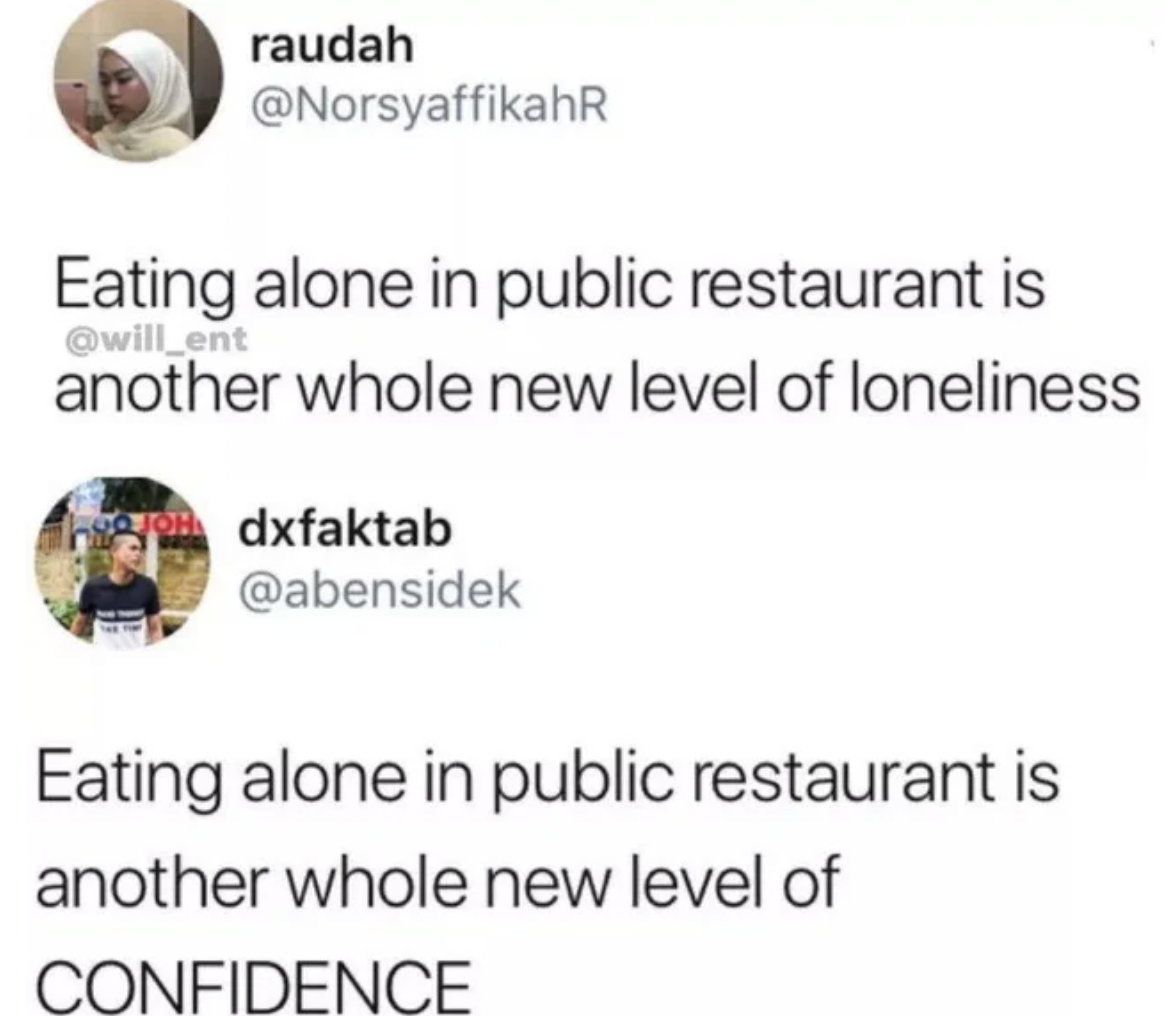 raudah
@NorsyaffikahR
Eating alone in public restaurant is
@will_ent
another whole new level of loneliness
JOH
dxfaktab
@abensidek
Eating alone in public restaurant is
another whole new level of
CONFIDENCE